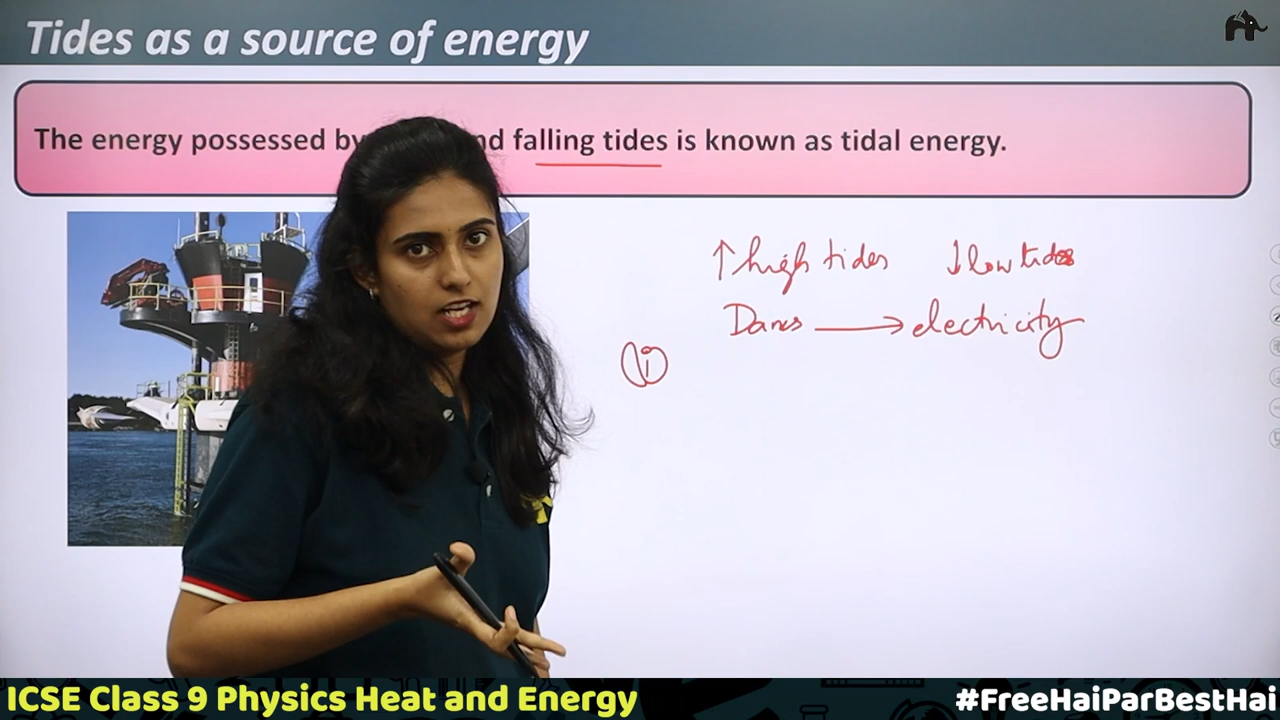 Tides as a source of energy
The energy possessed by nd falling tides is known as tidal energy.
↑ high tides ↓ low tides
Dams → electricity
(i)
ICSE Class 9 Physics Heat and Energy
#FreeHaiParBestHai